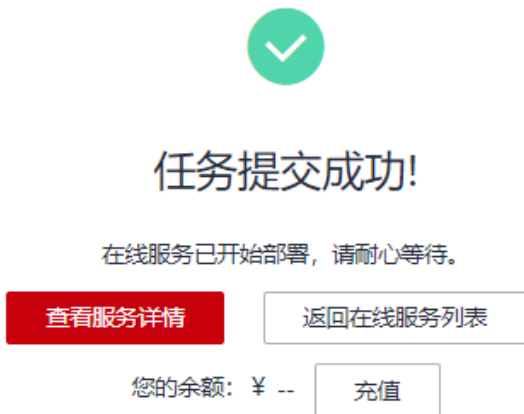 任务提交成功!
在线服务已开始部署，请耐心等待。
查看服务详情 返回在线服务列表
您的余额：￥ -- 充值